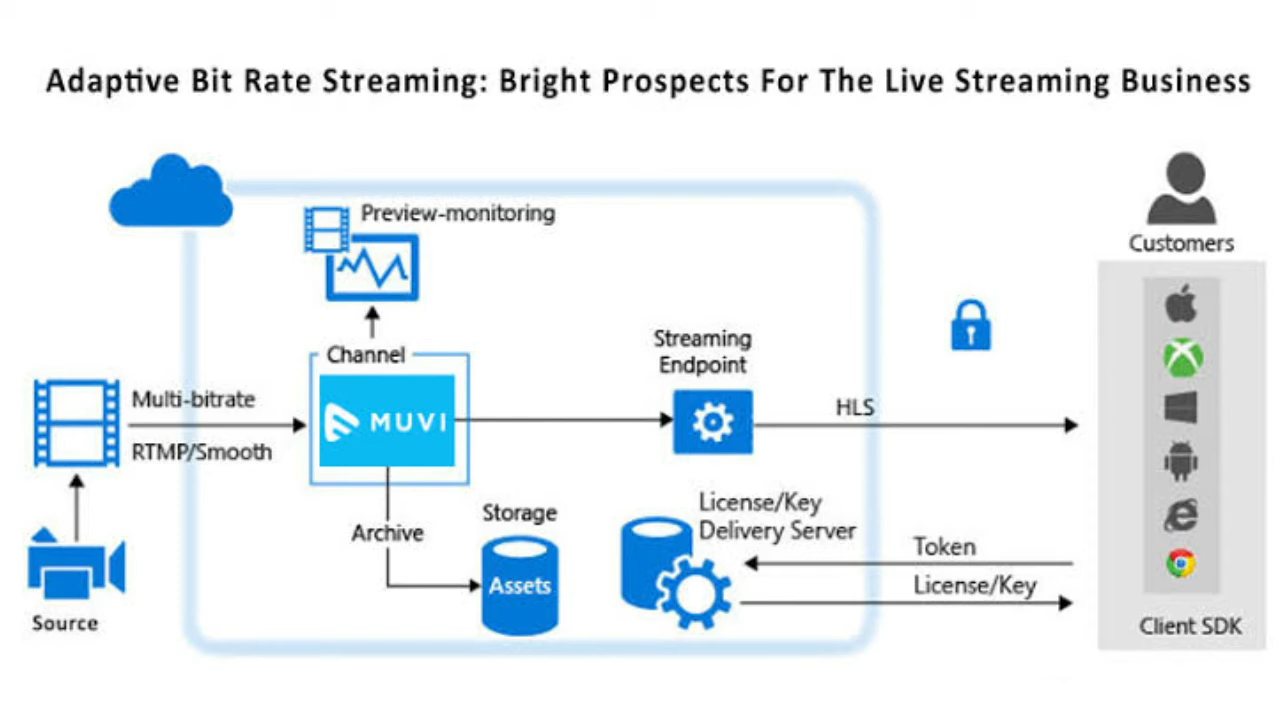 Adaptive Bit Rate Streaming: Bright Prospects For The Live Streaming Business
Preview-monitoring
Customers
Streaming
Endpoint
Channel
Multi-bitrate
MUVI
HLS
RTMP/Smooth
License/Key
Delivery Server
Storage
Archive
Token
Assets
License/Key
Source
Client SDK